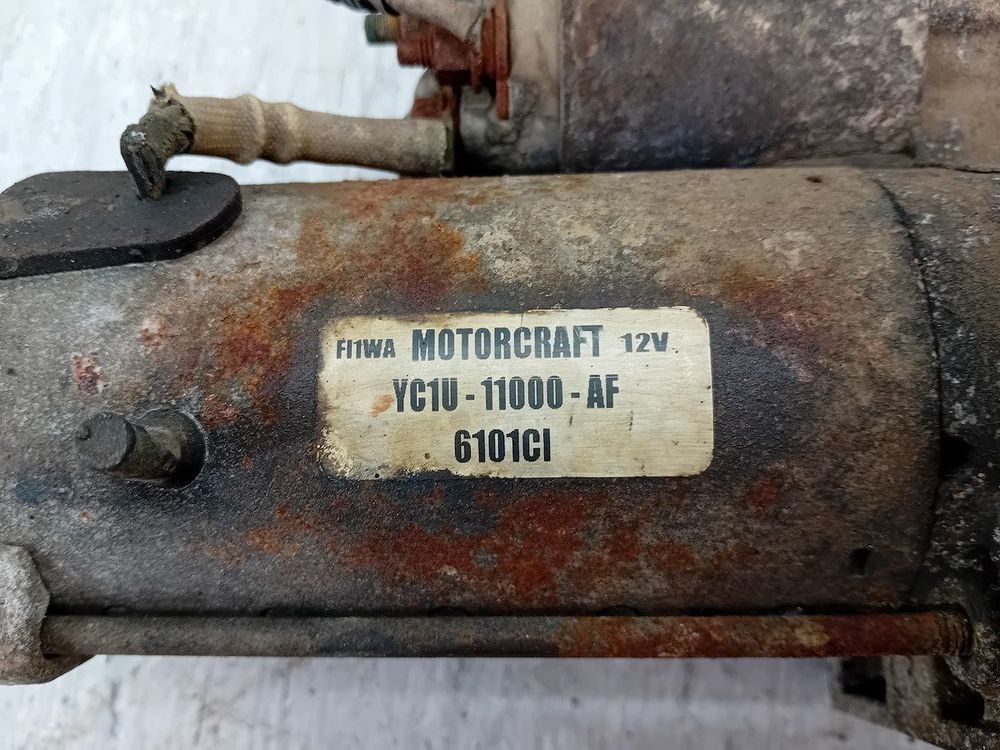 FI1WA MOTORCRAFT 12V
YC1U - 11000 - AF
6101CI